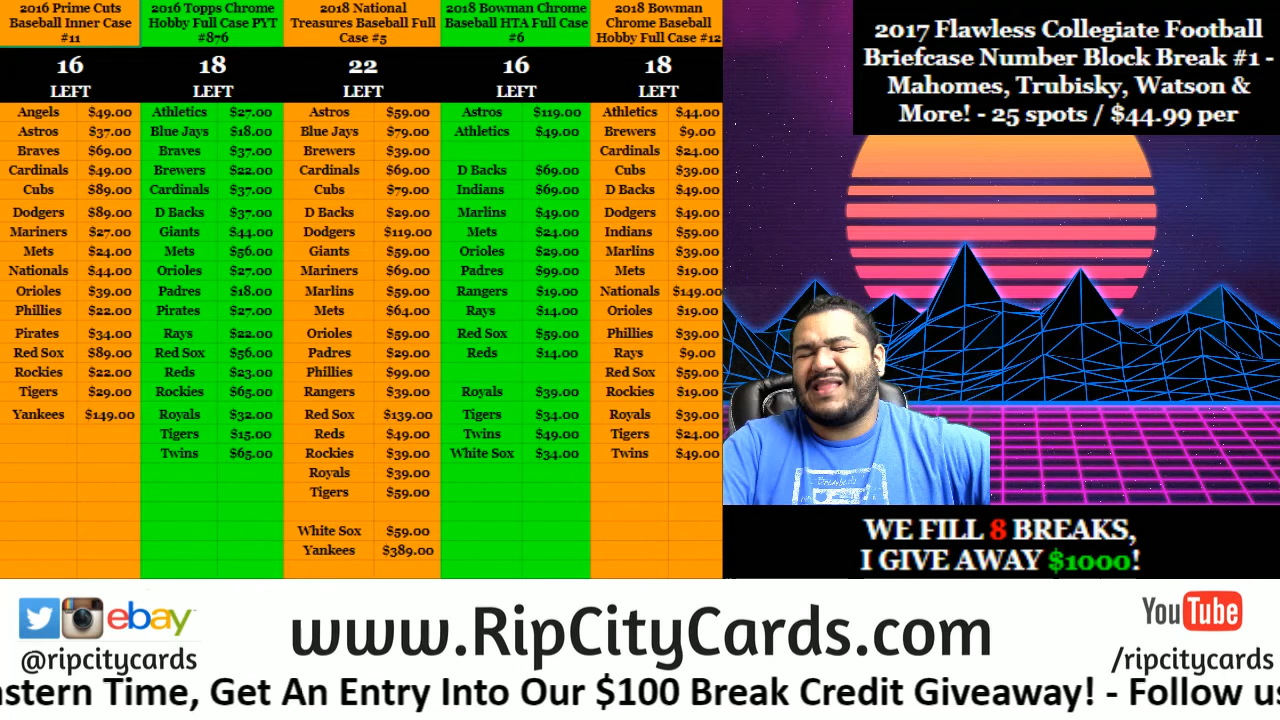 2016 Prime Cuts
Baseball Inner Case
#11
16
LEFT
Angels $49.00
Astros $37.00
Braves $69.00
Cardinals $49.00
Cubs $89.00
Dodgers $89.00
Mariners $27.00
Mets $24.00
Nationals $44.00
Orioles $39.00
Phillies $22.00
Pirates $34.00
Red Sox $89.00
Rockies $22.00
Tigers $29.00
Yankees $149.00
2016 Topps Chrome
Hobby Full Case PYT
#876
18
LEFT
Athletics $27.00
Blue Jays $18.00
Braves $37.00
Brewers $22.00
Cardinals $37.00
D Backs $37.00
Giants $44.00
Mets $56.00
Orioles $27.00
Padres $18.00
Pirates $27.00
Rays $22.00
Red Sox $56.00
Reds $23.00
Rockies $65.00
Royals $32.00
Tigers $15.00
Twins $65.00
2018 National
Treasures Baseball Full
Case #5
22
LEFT
Astros $59.00
Blue Jays $79.00
Brewers $39.00
Cardinals $69.00
Cubs $79.00
D Backs $29.00
Dodgers $119.00
Giants $59.00
Mariners $69.00
Marlins $59.00
Mets $64.00
Orioles $59.00
Padres $29.00
Phillies $99.00
Rangers $39.00
Red Sox $139.00
Reds $49.00
Rockies $39.00
Royals $39.00
Tigers $59.00
White Sox $59.00
Yankees $389.00
2018 Bowman Chrome
Baseball HTA Full Case
#6
16
LEFT
Astros $119.00
Athletics $49.00
D Backs $69.00
Indians $69.00
Marlins $49.00
Mets $24.00
Orioles $29.00
Padres $99.00
Rangers $19.00
Rays $14.00
Red Sox $59.00
Reds $14.00
Royals $39.00
Tigers $34.00
Twins $49.00
White Sox $34.00
2018 Bowman
Chrome Baseball
Hobby Full Case #12
18
LEFT
Athletics $44.00
Brewers $9.00
Cardinals $24.00
Cubs $39.00
D Backs $49.00
Dodgers $49.00
Indians $59.00
Marlins $39.00
Mets $19.00
Nationals $149.00
Orioles $19.00
Phillies $39.00
Rays $9.00
Red Sox $59.00
Rockies $19.00
Royals $39.00
Tigers $24.00
Twins $49.00
2017 Flawless Collegiate Football
Briefcase Number Block Break #1 -
Mahomes, Trubisky, Watson &
More! - 25 spots / $44.99 per
WE FILL 8 BREAKS,
I GIVE AWAY $1000!
ebay
@ripcitycards
www.RipCityCards.com
YouTube
/ripcitycards
astern Time, Get An Entry Into Our $100 Break Credit Giveaway! - Follow us